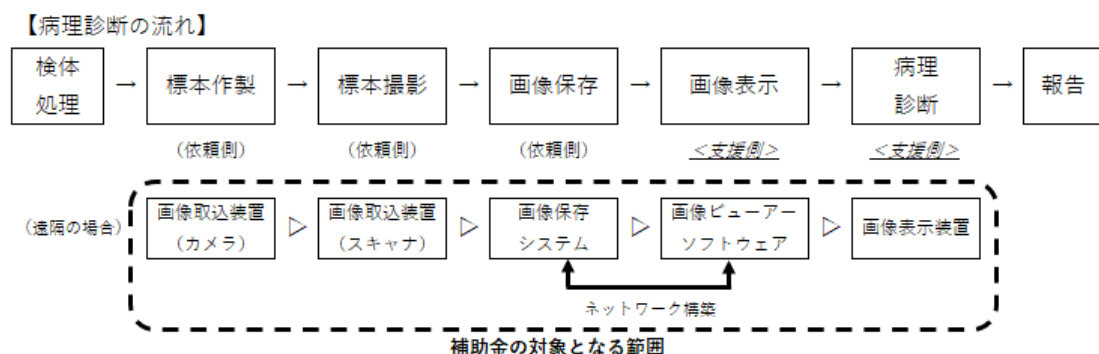 【病理診断の流れ】
検体
処理
→
標本作製
→
標本撮影
→
画像保存
→
画像表示
→
病理
診断
→
報告
(依頼側)
(依頼側)
(依頼側)
<支援側>
<支援側>
(遠隔の場合)
画像取込装置
(カメラ)
▷
画像取込装置
(スキャナ)
▷
画像保存
システム
▷
画像ビューアー
ソフトウェア
▷
画像表示装置
ネットワーク構築
補助金の対象となる範囲